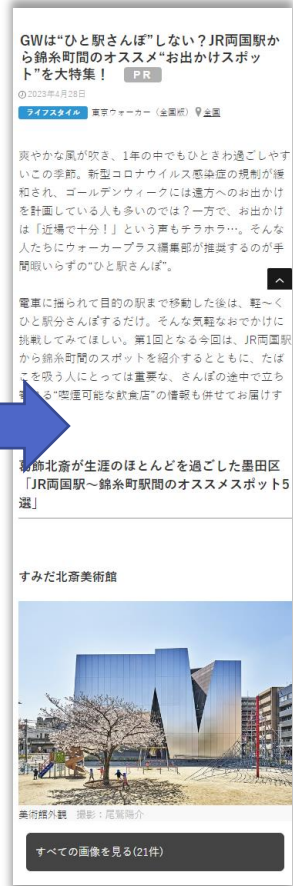 GWは“ひと駅さんぽ”しない？JR両国駅か
ら錦糸町間のオススメ“お出かけスポッ
ト”を大特集！ PR
2023年4月28日
ライフスタイル 東京ウォーカー（全国版） 全国
爽やかな風が吹き、1年の中でもひときわ過ごしやす
いこの季節。新型コロナウイルス感染症の規制が緩
和され、ゴールデンウィークには遠方へのお出かけ
を計画している人も多いのでは？一方で、お出かけ
は「近場で十分！」という声もチラホラ…。そんな
人たちにウォーカープラス編集部が推奨するのが手
間暇いらずの“ひと駅さんぽ”。
電車に揺られて目的の駅まで移動した後は、軽～く
ひと駅分さんぽするだけ。そんな気軽なおでかけに
挑戦してみてほしい。第1回となる今回は、JR両国駅
から錦糸町間のスポットを紹介するとともに、たば
こを吸う人にとっては重要な、さんぽの途中で立ち
る“喫煙可能な飲食店”の情報も併せてお届けす
飾北斎が生涯のほとんどを過ごした墨田区
「JR両国駅～錦糸町駅間のオススメスポット5
選」
すみだ北斎美術館
美術館外観 撮影：尾鷲陽介
すべての画像を見る(21件)